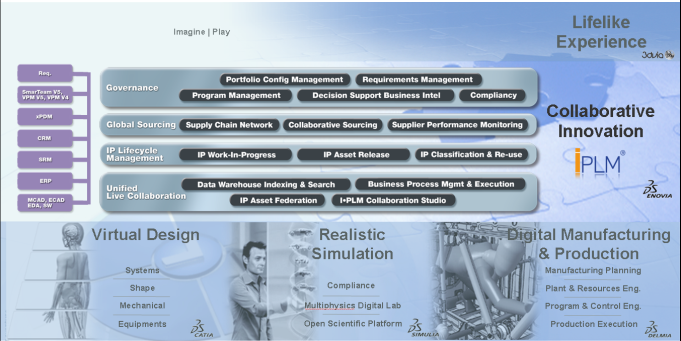 Imagine | Play
Lifelike
Experience
3dvia
Req.
SmarTeam V5,
VPM V5, VPM V4
xPDM
CRM
SRM
ERP
MCAD, ECAD
EDA, SW
Governance
Portfolio Config Management
Requirements Management
Program Management
Decision Support Business Intel
Compliancy
Global Sourcing
Supply Chain Network
Collaborative Sourcing
Supplier Performance Monitoring
IP Lifecycle
Management
IP Work-In-Progress
IP Asset Release
IP Classification & Re-use
Unified
Live Collaboration
Data Warehouse Indexing & Search
Business Process Mgmt & Execution
IP Asset Federation
I•PLM Collaboration Studio
Collaborative
Innovation
iPLM®
ENOVIA
Virtual Design
Systems
Shape
Mechanical
Equipments
CATIA
Realistic
Simulation
Compliance
Multiphysics Digital Lab
Open Scientific Platform
SIMULIA
Digital Manufacturing
& Production
Manufacturing Planning
Plant & Resources Eng.
Program & Control Eng.
Production Execution
DELMIA